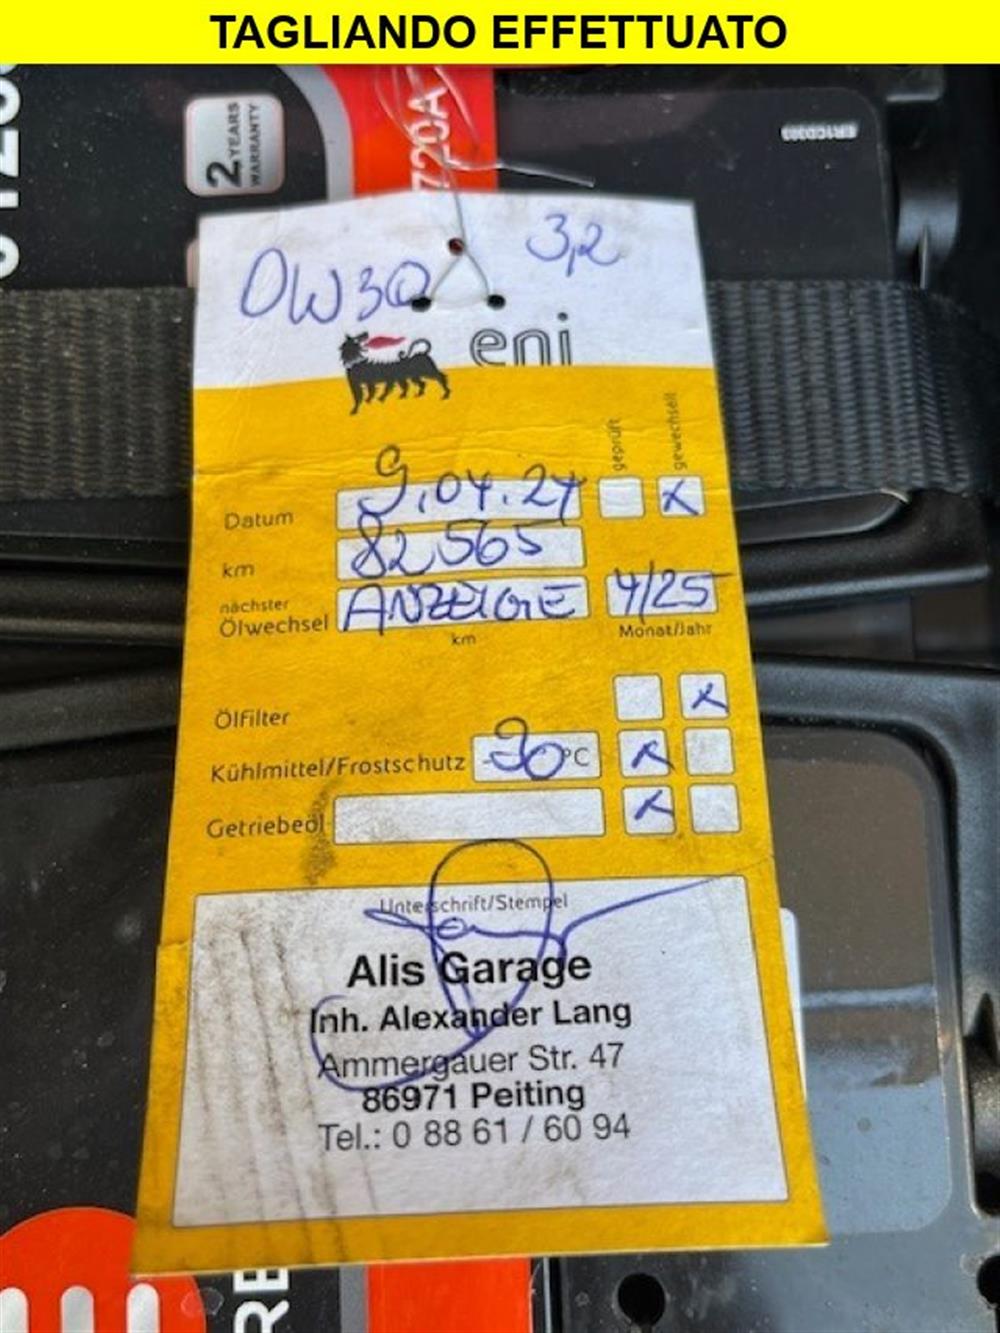 TAGLIANDO EFFETTUATO
2 YEARS
WARRANTY
720A
ER1CD303
0W30
3,2
eni
geprüft
gewechselt
Datum 9.04.24 x
km 82565
nächster
Ölwechsel ANZEIGE 4/25
km
Monat/Jahr
Ölfilter x
Kühlmittel/Frostschutz -30 °C x
Getriebeöl x
Unterschrift/Stempel
Alis Garage
Inh. Alexander Lang
Ammergauer Str. 47
86971 Peiting
Tel.: 0 88 61 / 60 94